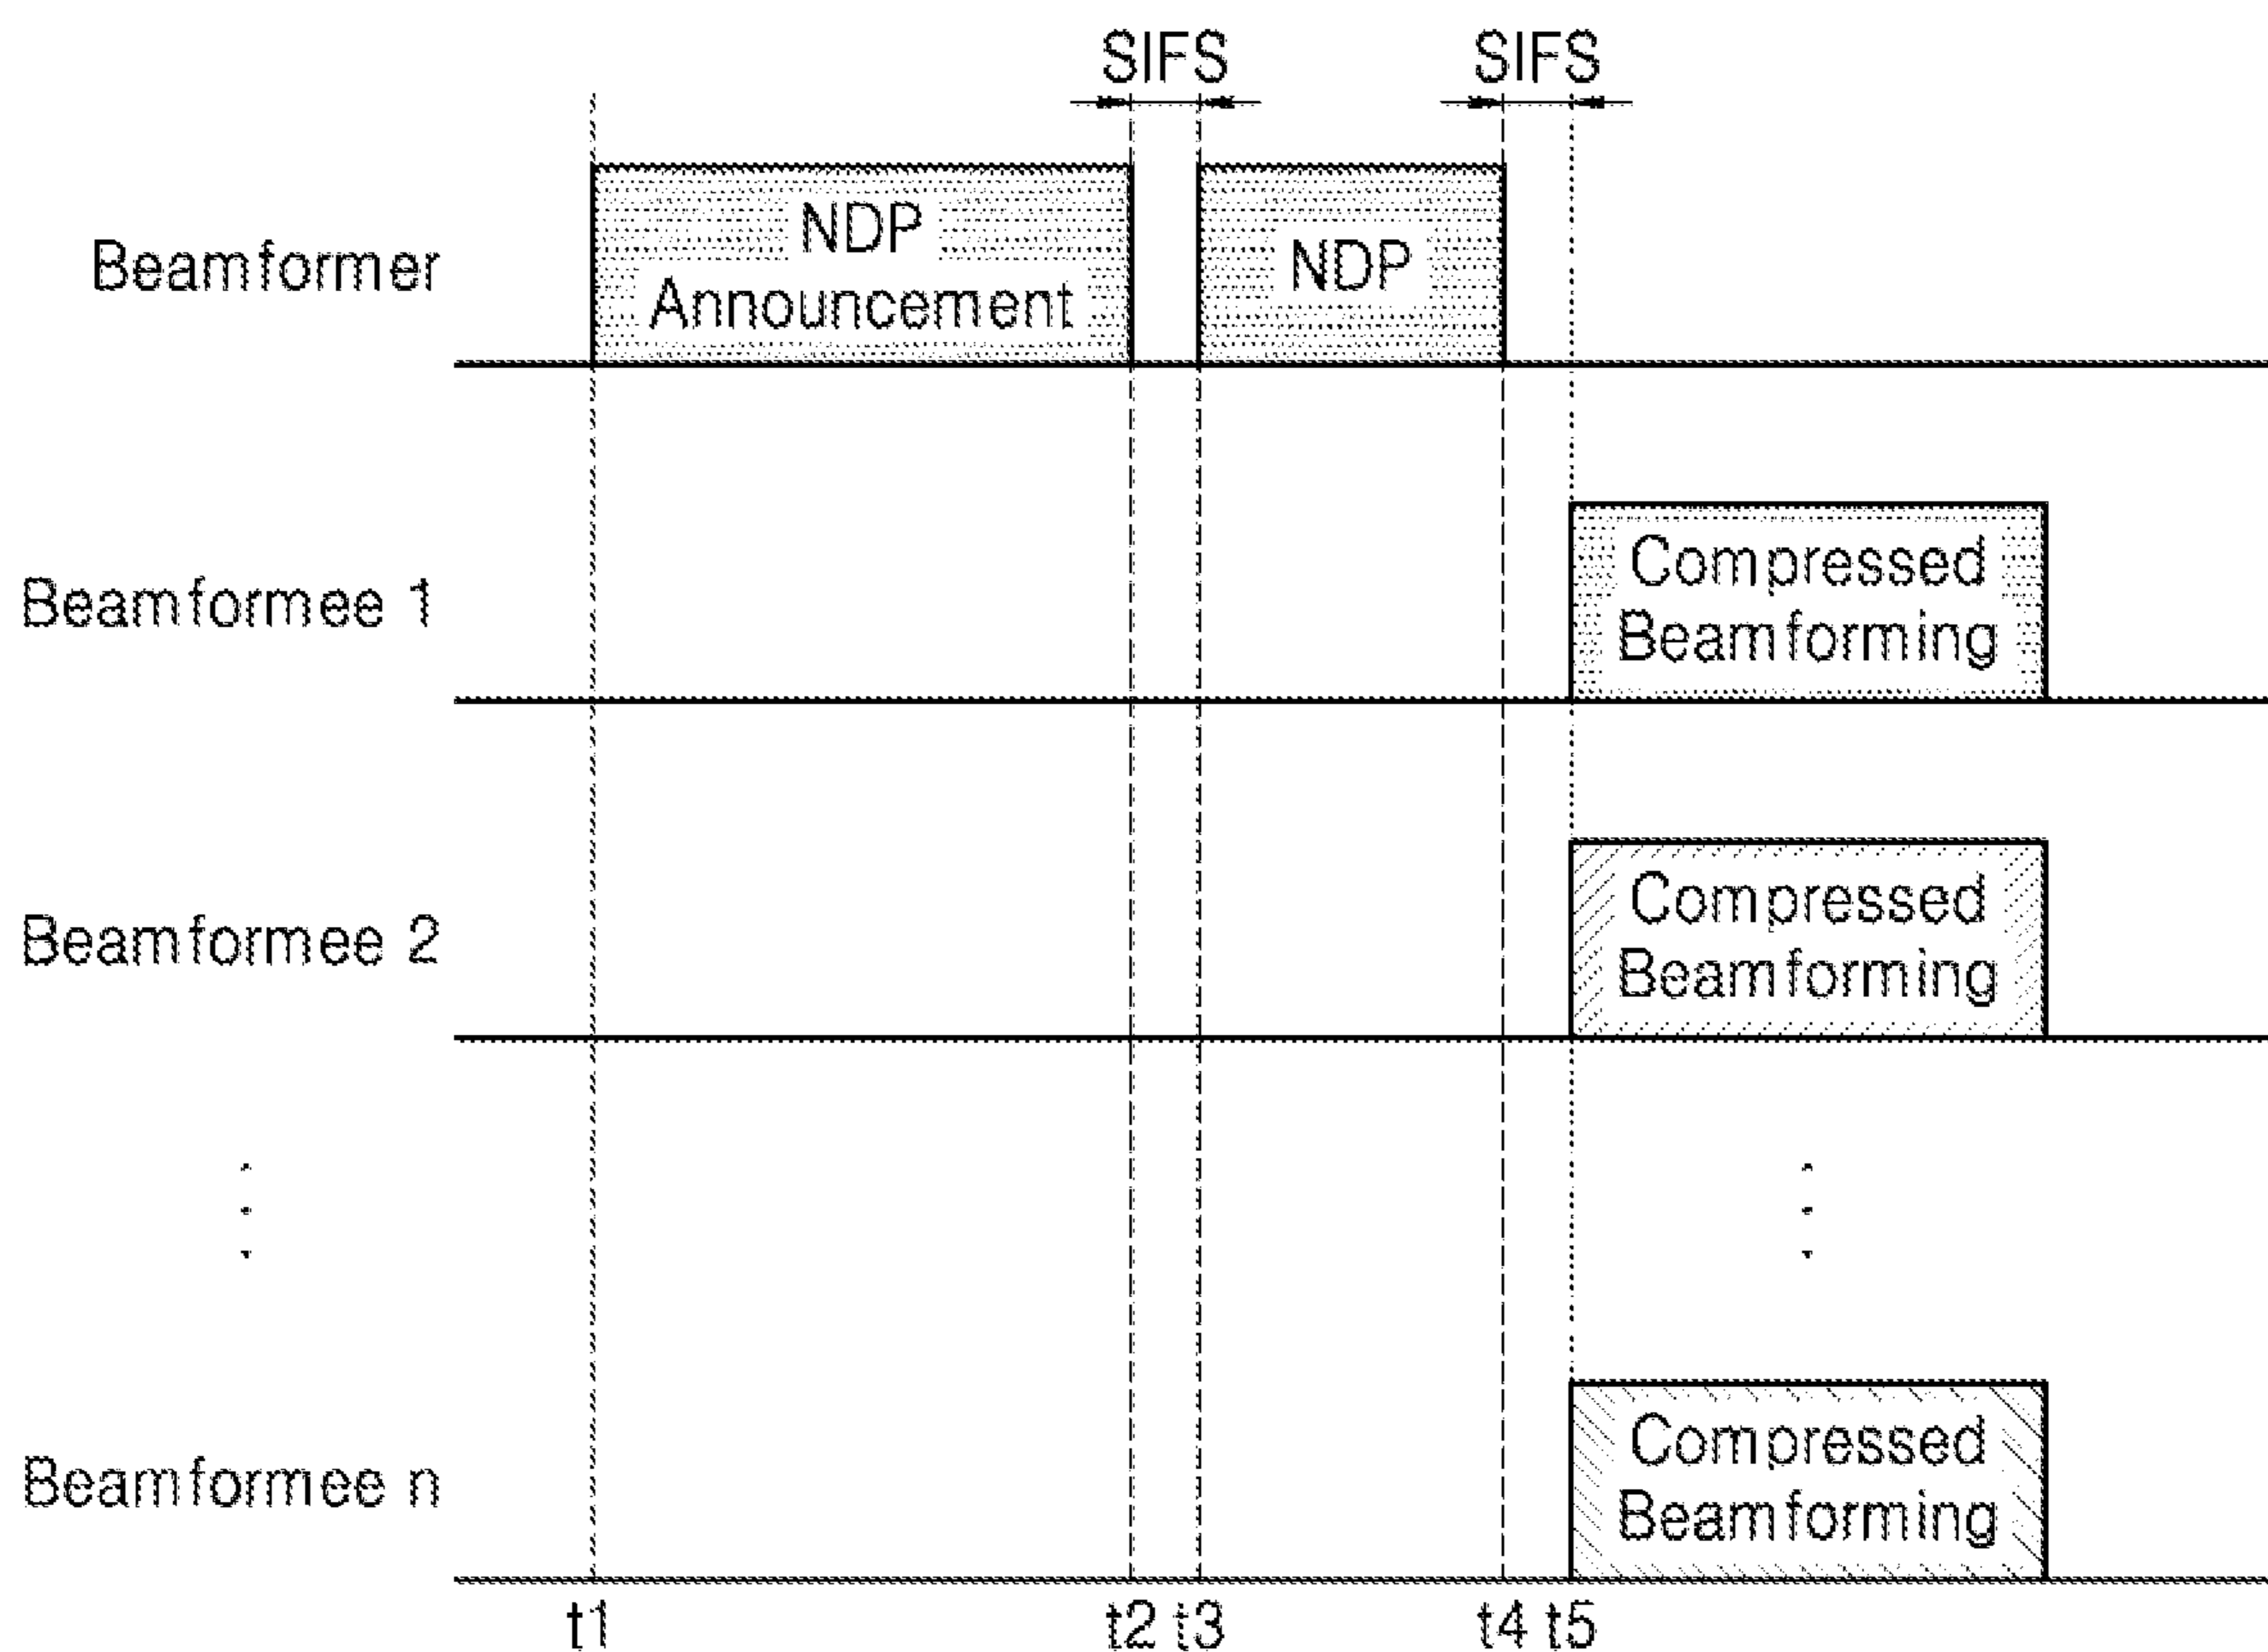 SIFS SIFS
Beamformer
NDP
Announcement
NDP
Beamformee 1
Compressed
Beamforming
Beamformee 2
Compressed
Beamforming
Beamformee n
Compressed
Beamforming
t1 t2 t3 t4 t5